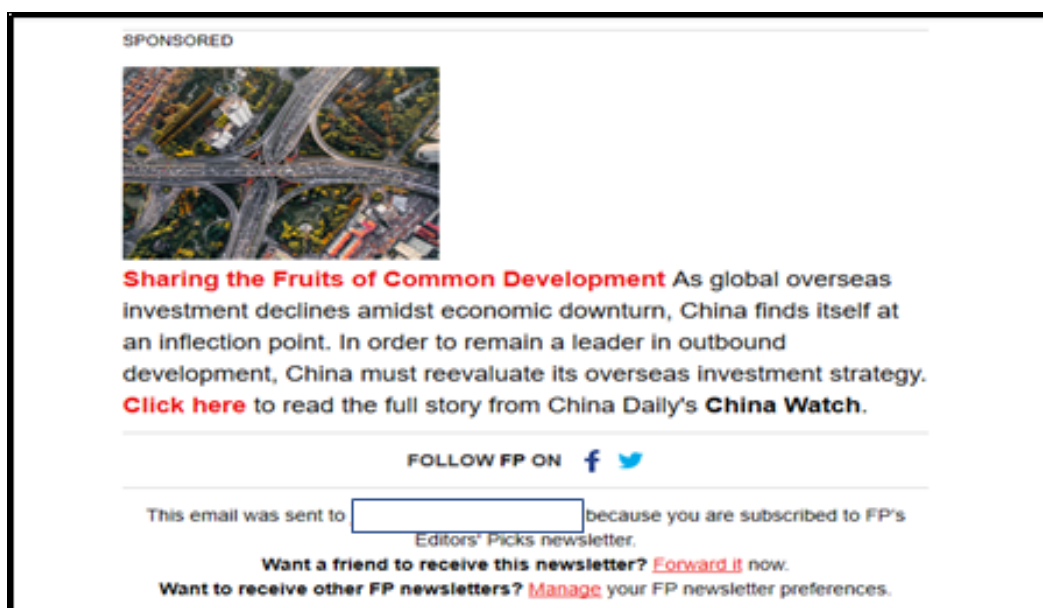 SPONSORED
Sharing the Fruits of Common Development As global overseas
investment declines amidst economic downturn, China finds itself at
an inflection point. In order to remain a leader in outbound
development, China must reevaluate its overseas investment strategy.
Click here to read the full story from China Daily's China Watch.
FOLLOW FP ON
This email was sent to because you are subscribed to FP's
Editors' Picks newsletter.
Want a friend to receive this newsletter? Forward it now.
Want to receive other FP newsletters? Manage your FP newsletter preferences.